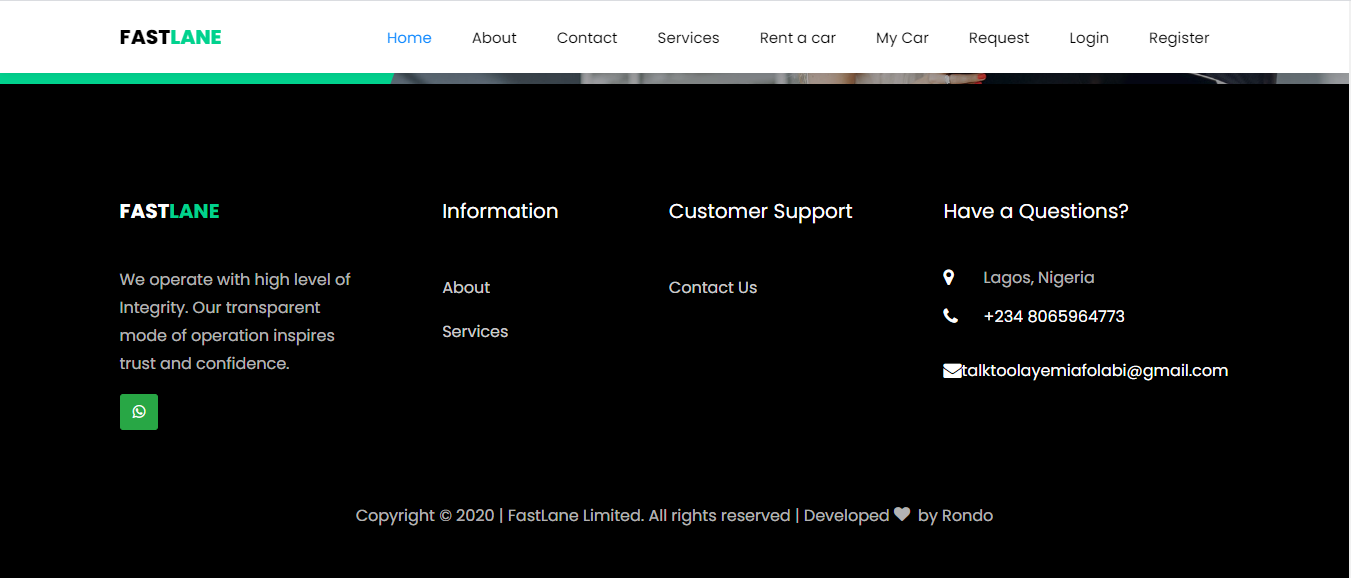 FASTLANE Home About Contact Services Rent a car My Car Request Login Register
FASTLANE
We operate with high level of
Integrity. Our transparent
mode of operation inspires
trust and confidence.
Information
About
Services
Customer Support
Contact Us
Have a Questions?
Lagos, Nigeria
+234 8065964773
talktoolayemiafolabi@gmail.com
Copyright © 2020 | FastLane Limited. All rights reserved | Developed ❤ by Rondo